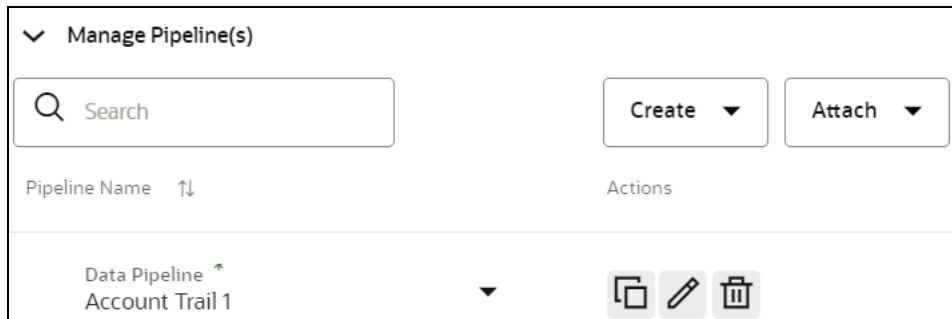 Manage Pipeline(s)
Search
Create
Attach
Pipeline Name
Actions
Data Pipeline
Account Trail 1